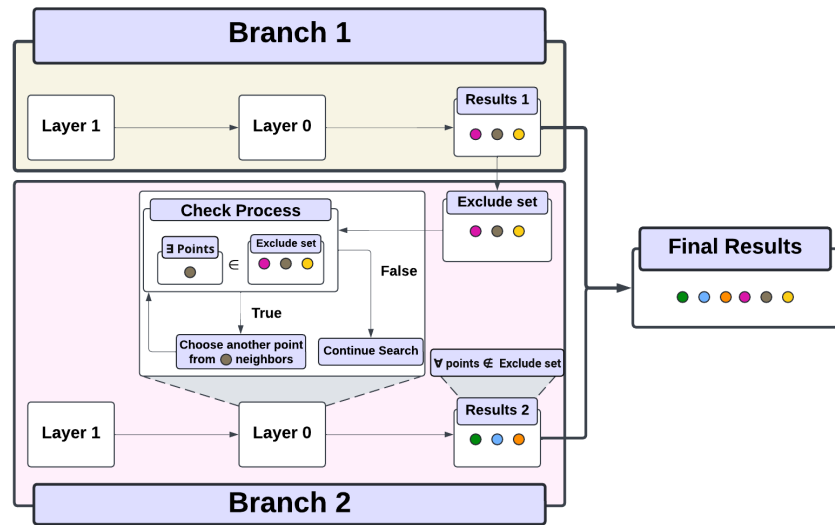 Branch 1
Layer 1
Layer 0
Results 1
Exclude set
Check Process
∃ Points
∈
Exclude set
False
True
Choose another point
from neighbors
Continue Search
∀ points ∉ Exclude set
Final Results
Layer 1
Layer 0
Results 2
Branch 2